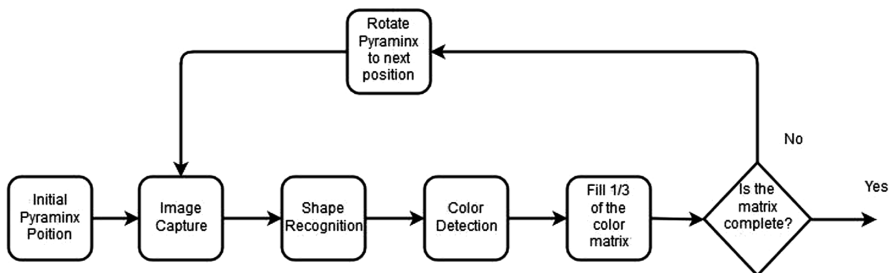 Rotate
Pyraminx
to next
position
No
Yes
Initial
Pyraminx
Poition
Image
Capture
Shape
Recognition
Color
Detection
Fill 1/3
of the
color
matrix
Is the
matrix
complete?